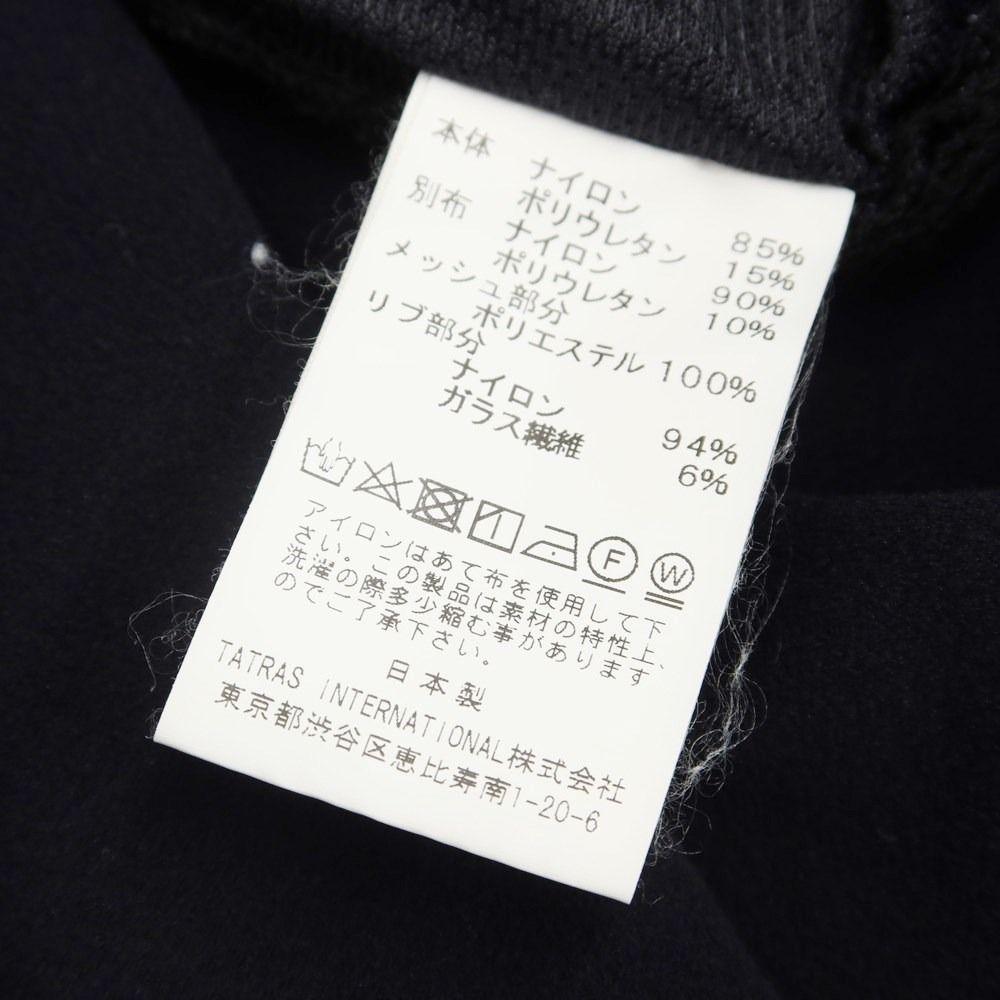 本体 ナイロン 85%
ポリウレタン 15%
別布 ナイロン 90%
ポリウレタン 10%
メッシュ部分
ポリエステル 100%
リブ部分
ナイロン 94%
ガラス繊維 6%
F W
アイロンはあて布を使用して下
さい。この製品は素材の特性上、
洗濯の際多少縮む事があります
のでご了承下さい。
日本製
TATRAS INTERNATIONAL株式会社
東京都渋谷区恵比寿南1-20-6